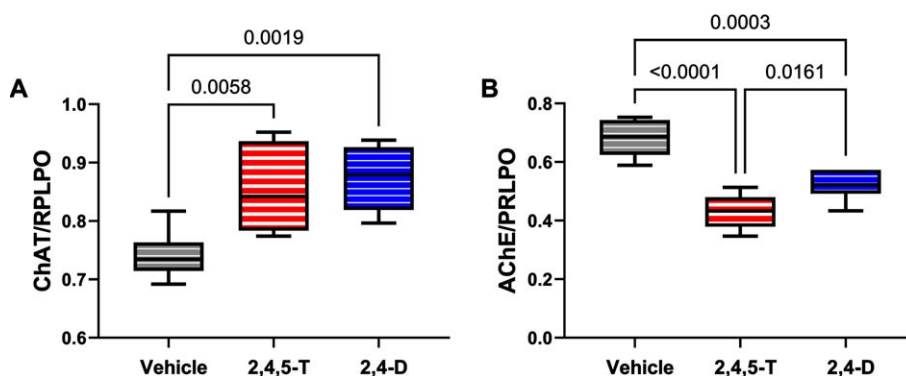 A
ChAT/RPLPO
0.0019
0.0058
1.0
0.9
0.8
0.7
0.6
Vehicle
2,4,5-T
2,4-D
B
AChE/PRLPO
0.0003
<0.0001
0.0161
0.8
0.6
0.4
0.2
0.0
Vehicle
2,4,5-T
2,4-D